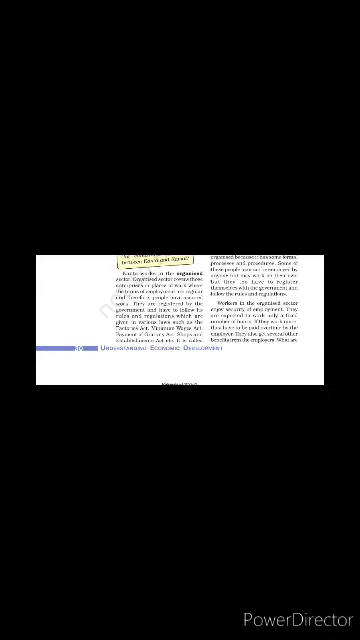 between Kanta and Kamal?
Kanta works in the organised
sector. Organised sector covers those
enterprises or places of work where
the terms of employment are regular
and therefore, people have assured
work. They are registered by the
government and have to follow its
rules and regulations which are
given in various laws such as the
Factories Act, Minimum Wages Act,
Payment of Gratuity Act, Shops and
Establishments Act etc. It is called
organised because it has some formal
processes and procedures. Some of
these people may not be employed by
anyone but may work on their own
but they too have to register
themselves with the government and
follow the rules and regulations.
Workers in the organised sector
enjoy security of employment. They
are expected to work only a fixed
number of hours. If they work more,
they have to be paid overtime by the
employer. They also get several other
benefits from the employers. What are
30 UNDERSTANDING ECONOMIC DEVELOPMENT
PowerDirector